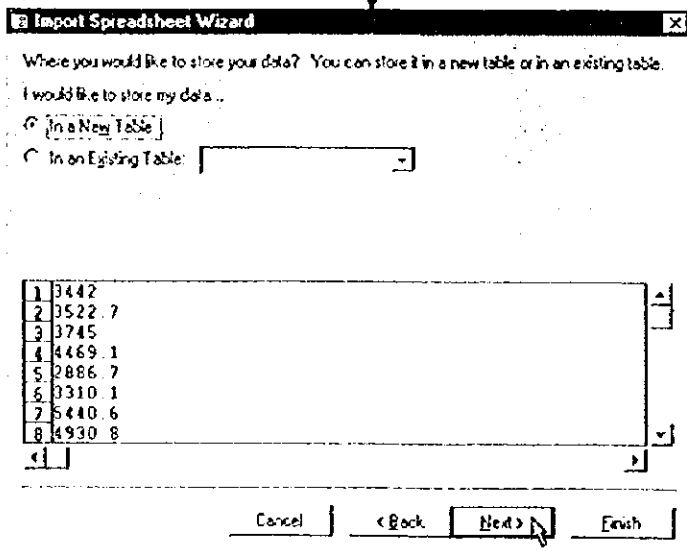 Import Spreadsheet Wizard
Where you would like to store your data? You can store it in a new table or in an existing table.
I would like to store my data...
In a New Table
In an Existing Table:
1 3442
2 3522.7
3 3745
4 4469.1
5 2886.7
6 3310.1
7 5440.6
8 4930.8
Cancel < Back Next > Finish